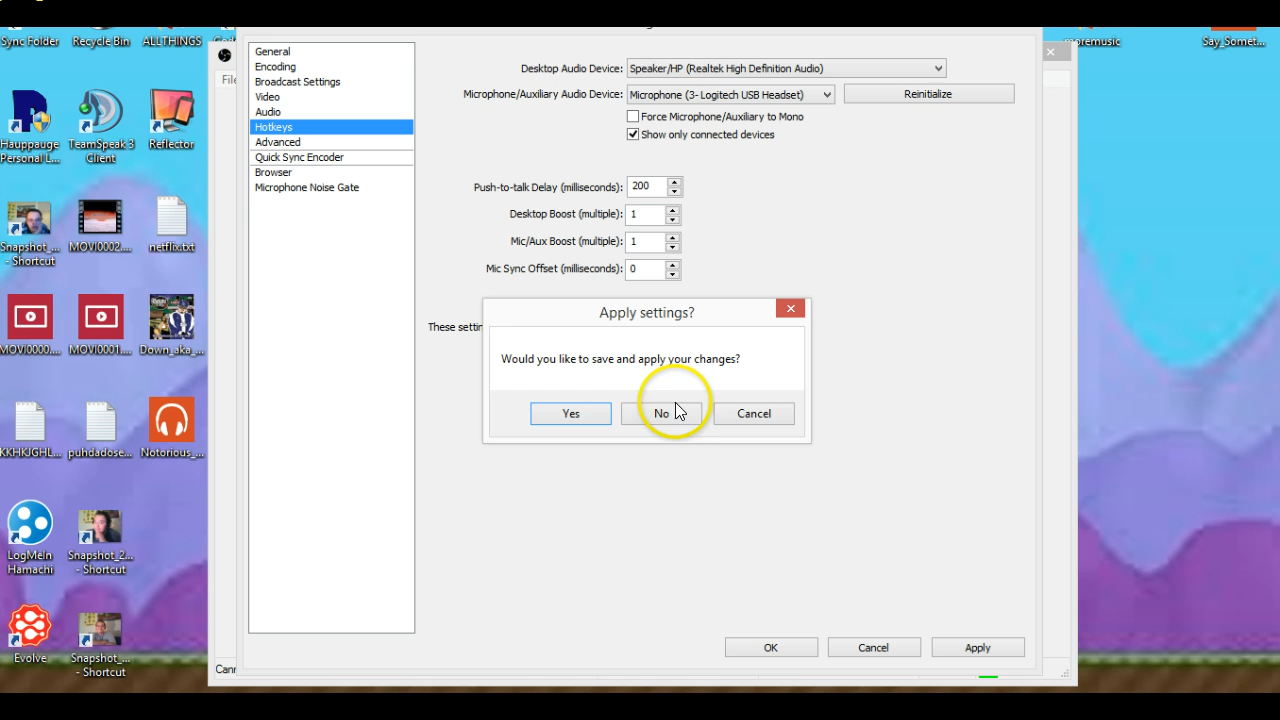 Sync Folder
Recycle Bin
ALLTHINGS
moremusic
Say_Somet...
File
General
Encoding
Broadcast Settings
Video
Audio
Hotkeys
Advanced
Quick Sync Encoder
Browser
Microphone Noise Gate
Desktop Audio Device: Speaker/HP (Realtek High Definition Audio)
Microphone/Auxiliary Audio Device: Microphone (3- Logitech USB Headset) Reinitialize
Force Microphone/Auxiliary to Mono
Show only connected devices
Push-to-talk Delay (milliseconds): 200
Desktop Boost (multiple): 1
Mic/Aux Boost (multiple): 1
Mic Sync Offset (milliseconds): 0
These settin
Apply settings?
Would you like to save and apply your changes?
Yes No Cancel
OK Cancel Apply
Hauppauge
Personal L...
TeamSpeak 3
Client
Reflector
Snapshot_...
- Shortcut
MOVI0002....
netflix.txt
MOVI0000....
MOVI0001....
Down_aka_...
KKHKJGHL...
puhdadose...
Notorious_...
LogMeIn
Hamachi
Snapshot_2...
- Shortcut
Evolve
Snapshot_...
- Shortcut